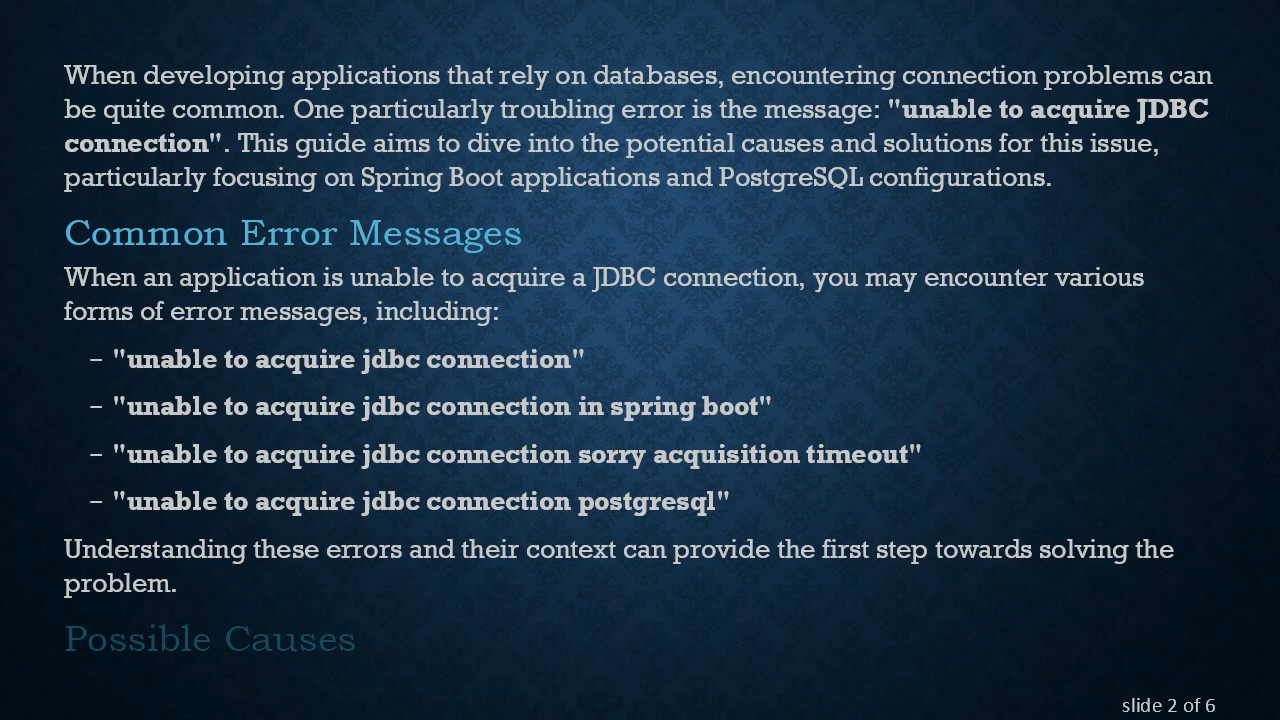 When developing applications that rely on databases, encountering connection problems can
be quite common. One particularly troubling error is the message: "unable to acquire JDBC
connection". This guide aims to dive into the potential causes and solutions for this issue,
particularly focusing on Spring Boot applications and PostgreSQL configurations.
Common Error Messages
When an application is unable to acquire a JDBC connection, you may encounter various
forms of error messages, including:
– "unable to acquire jdbc connection"
– "unable to acquire jdbc connection in spring boot"
– "unable to acquire jdbc connection sorry acquisition timeout"
– "unable to acquire jdbc connection postgresql"
Understanding these errors and their context can provide the first step towards solving the
problem.
Possible Causes
slide 2 of 6